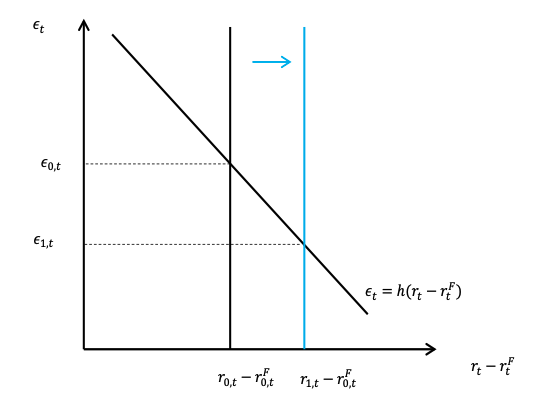 ϵₜ
ϵ₀,ₜ
ϵ₁,ₜ
ϵₜ = h(rₜ − rₜᶠ)
r₀,ₜ − r₀,ₜᶠ r₁,ₜ − r₀,ₜᶠ
rₜ − rₜᶠ